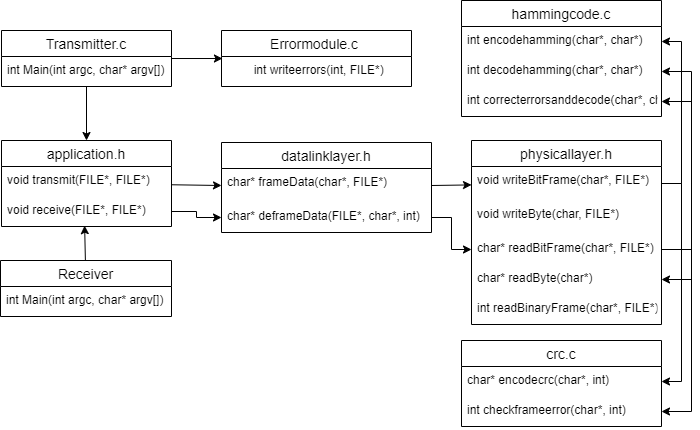 hammingcode.c
int encodehamming(char*, char*)
int decodehamming(char*, char*)
int correcterrorsanddecode(char*, cl
Transmitter.c
int Main(int argc, char* argv[])
Errormodule.c
int writeerrors(int, FILE*)
application.h
void transmit(FILE*, FILE*)
void receive(FILE*, FILE*)
datalinklayer.h
char* frameData(char*, FILE*)
char* deframeData(FILE*, char*, int)
physicallayer.h
void writeBitFrame(char*, FILE*)
void writeByte(char, FILE*)
char* readBitFrame(char*, FILE*)
char* readByte(char*)
int readBinaryFrame(char*, FILE*)
Receiver
int Main(int argc, char* argv[])
crc.c
char* encodecrc(char*, int)
int checkframeerror(char*, int)